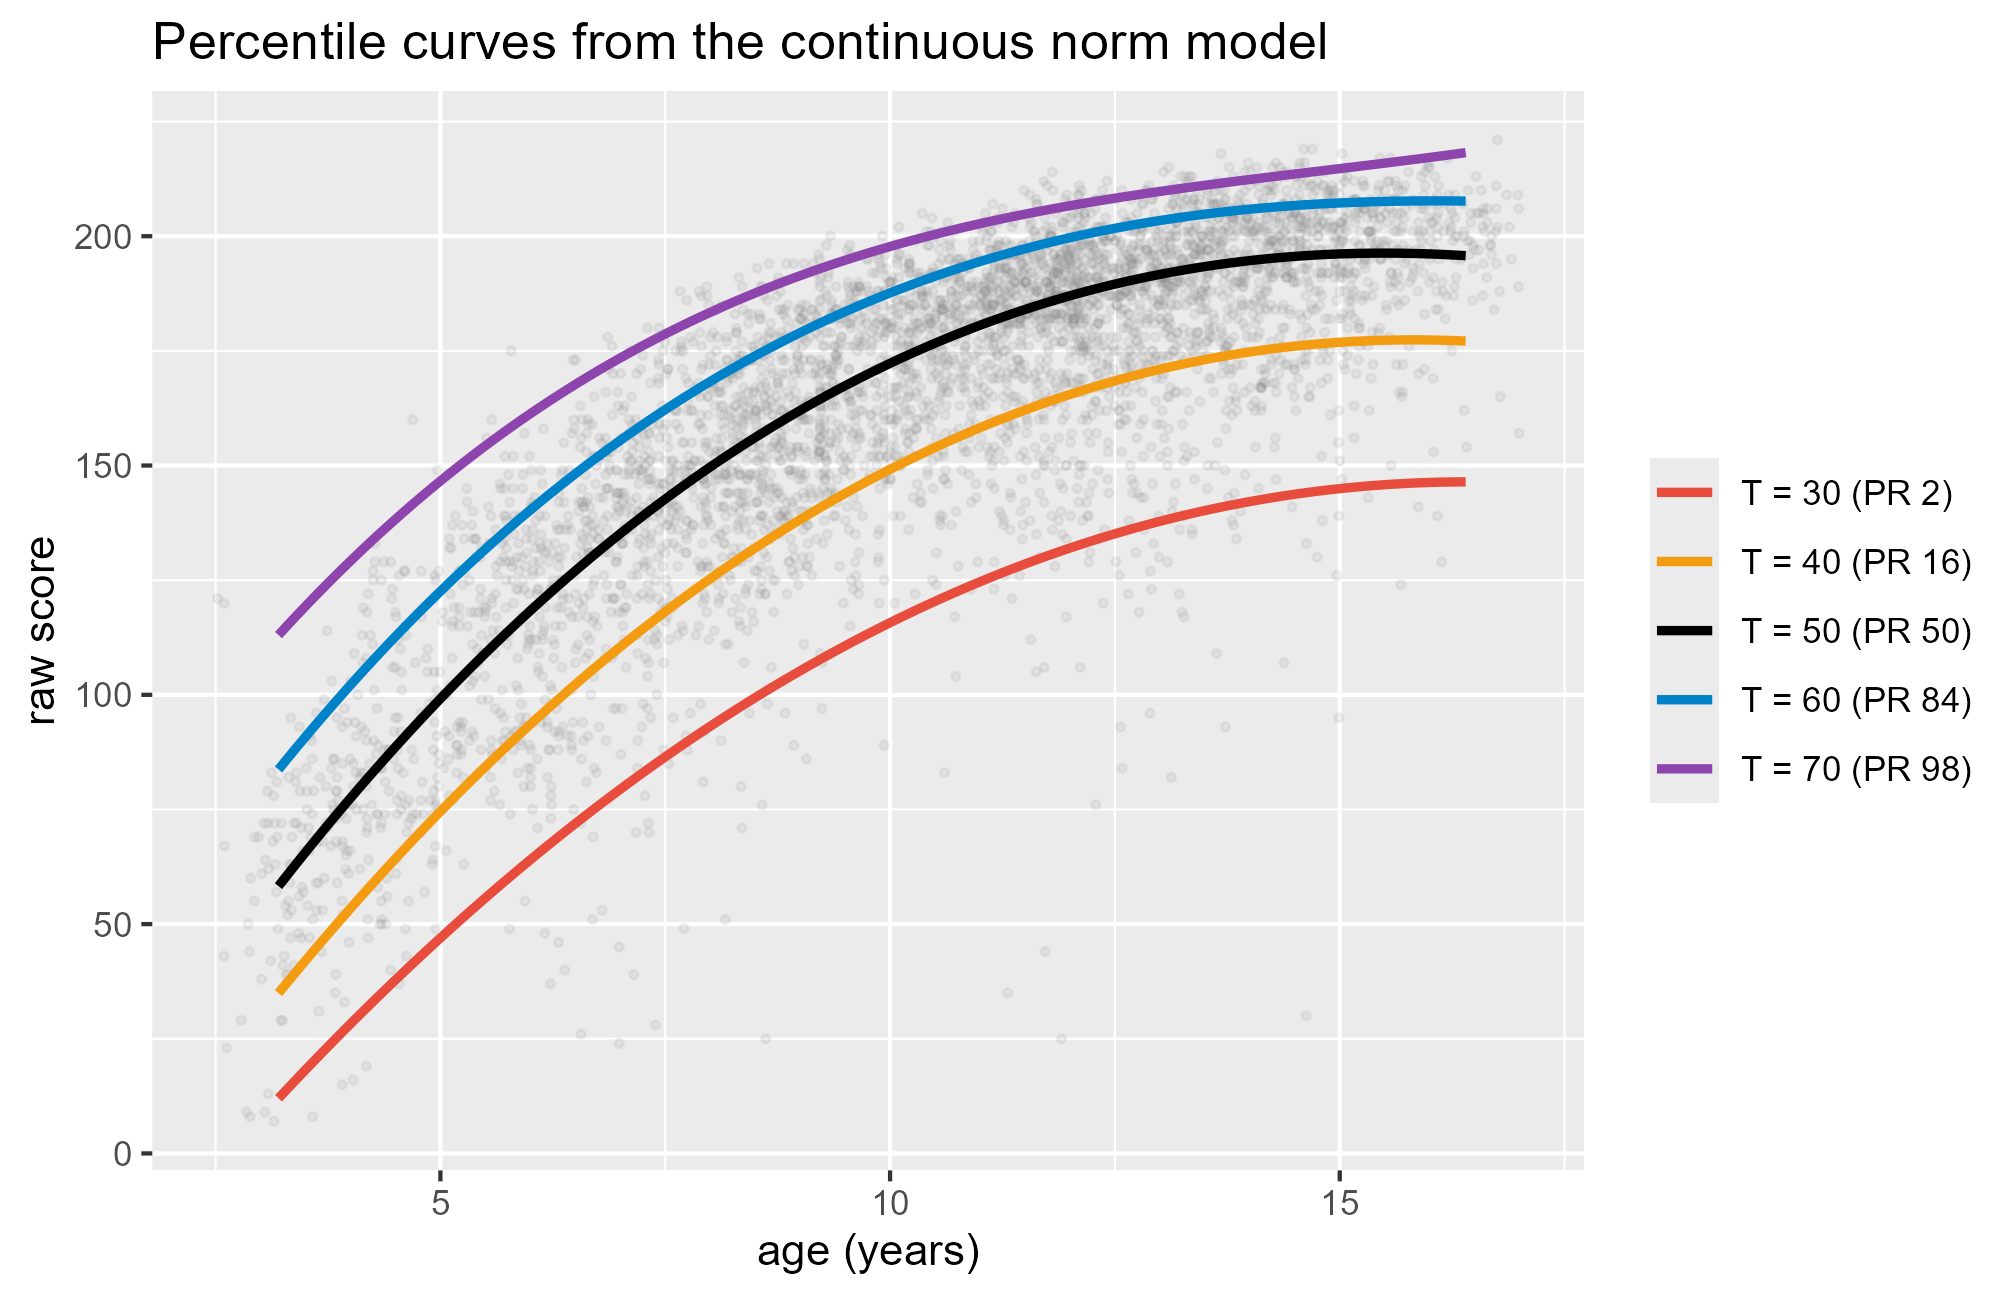 Percentile curves from the continuous norm model
raw score
200
150
100
50
0
5
10
15
age (years)
T = 30 (PR 2)
T = 40 (PR 16)
T = 50 (PR 50)
T = 60 (PR 84)
T = 70 (PR 98)